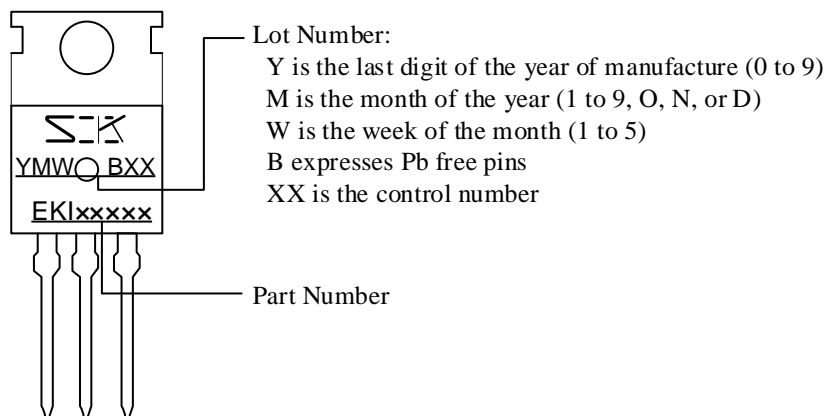 Lot Number:
Y is the last digit of the year of manufacture (0 to 9)
M is the month of the year (1 to 9, O, N, or D)
W is the week of the month (1 to 5)
B expresses Pb free pins
XX is the control number
SK
YMW BXX
EKI×××××
Part Number